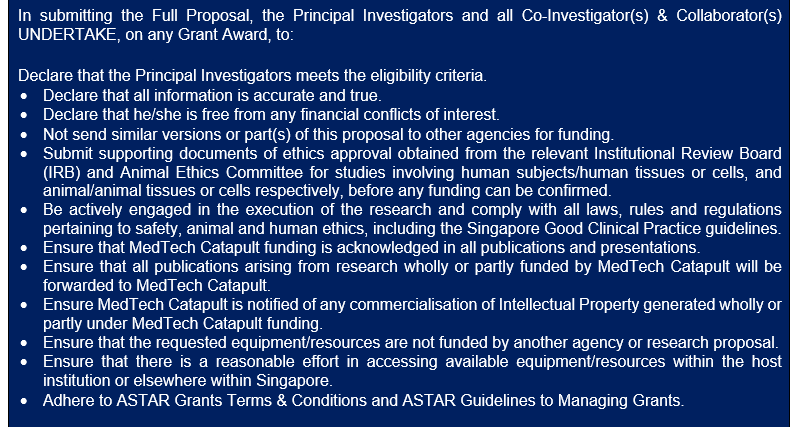 In submitting the Full Proposal, the Principal Investigators and all Co-Investigator(s) & Collaborator(s)
UNDERTAKE, on any Grant Award, to:
Declare that the Principal Investigators meets the eligibility criteria.
• Declare that all information is accurate and true.
• Declare that he/she is free from any financial conflicts of interest.
• Not send similar versions or part(s) of this proposal to other agencies for funding.
• Submit supporting documents of ethics approval obtained from the relevant Institutional Review Board
(IRB) and Animal Ethics Committee for studies involving human subjects/human tissues or cells, and
animal/animal tissues or cells respectively, before any funding can be confirmed.
• Be actively engaged in the execution of the research and comply with all laws, rules and regulations
pertaining to safety, animal and human ethics, including the Singapore Good Clinical Practice guidelines.
• Ensure that MedTech Catapult funding is acknowledged in all publications and presentations.
• Ensure that all publications arising from research wholly or partly funded by MedTech Catapult will be
forwarded to MedTech Catapult.
• Ensure MedTech Catapult is notified of any commercialisation of Intellectual Property generated wholly or
partly under MedTech Catapult funding.
• Ensure that the requested equipment/resources are not funded by another agency or research proposal.
• Ensure that there is a reasonable effort in accessing available equipment/resources within the host
institution or elsewhere within Singapore.
• Adhere to ASTAR Grants Terms & Conditions and ASTAR Guidelines to Managing Grants.